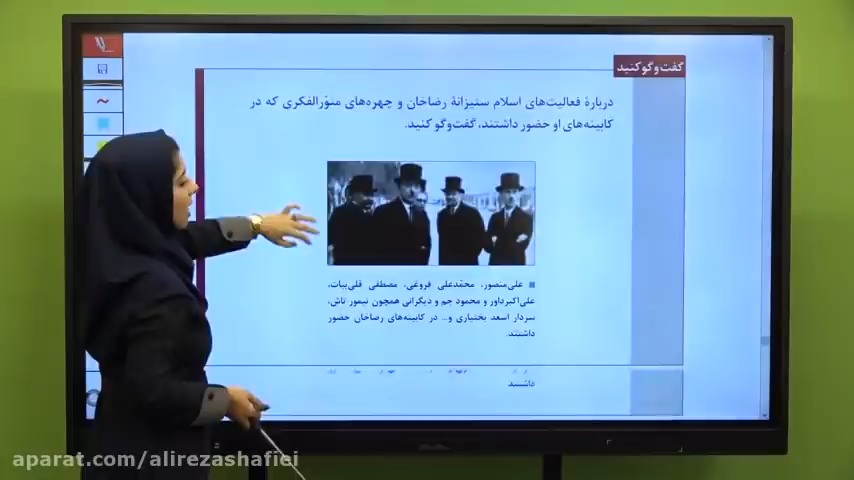 گفت‌وگو کنید
دربارهٔ فعالیت‌های اسلام ستیزانهٔ رضاخان و چهره‌های منوّرالفکری که در
کابینه‌های او حضور داشتند، گفت‌وگو کنید.
علی‌منصور، محمّدعلی فروغی، مصطفی قلی‌بیات،
علی‌اکبرداور و محمود جم و دیگرانی همچون تیمور تاش،
سردار اسعد بختیاری و... در کابینه‌های رضاخان حضور
داشتند.
داشتند
aparat.com/alirezashafiei